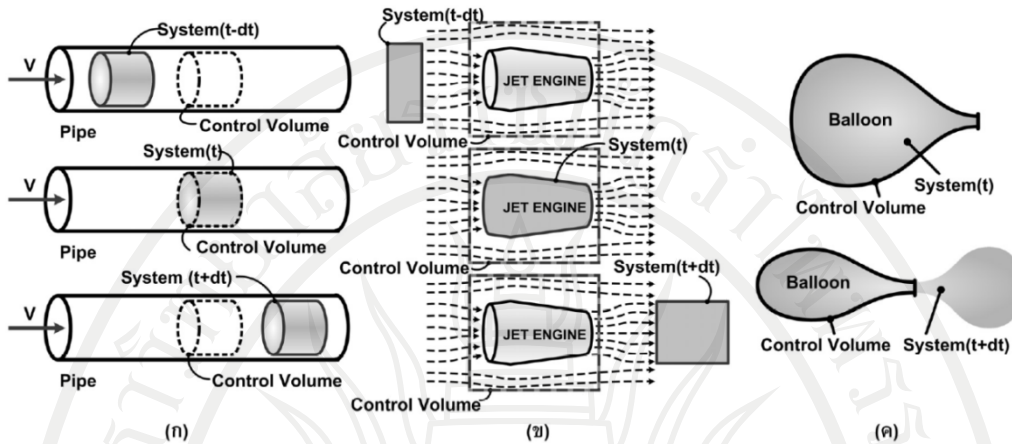 System(t-dt)
V
Pipe
Control Volume
System(t)
V
Control Volume
System (t+dt)
V
Pipe
Control Volume
(ก)
System(t-dt)
JET ENGINE
Control Volume
System(t)
JET ENGINE
Control Volume
System(t+dt)
JET ENGINE
Control Volume
(ข)
Balloon
System(t)
Control Volume
Balloon
Control Volume
System(t+dt)
(ค)